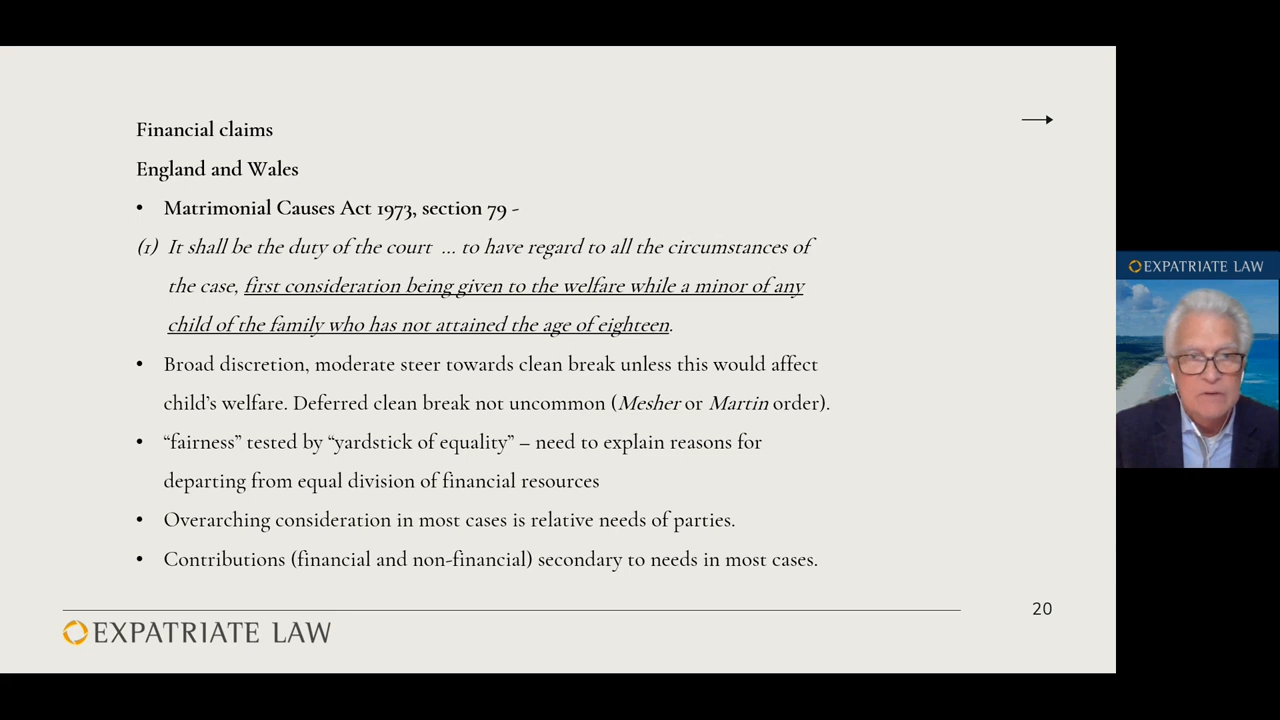 Financial claims
England and Wales
• Matrimonial Causes Act 1973, section 79 -
(1) It shall be the duty of the court ... to have regard to all the circumstances of
the case, first consideration being given to the welfare while a minor of any
child of the family who has not attained the age of eighteen.
• Broad discretion, moderate steer towards clean break unless this would affect
child's welfare. Deferred clean break not uncommon (Mesher or Martin order).
• “fairness” tested by “yardstick of equality” – need to explain reasons for
departing from equal division of financial resources
• Overarching consideration in most cases is relative needs of parties.
• Contributions (financial and non-financial) secondary to needs in most cases.
20
EXPATRIATE LAW
EXPATRIATE LAW